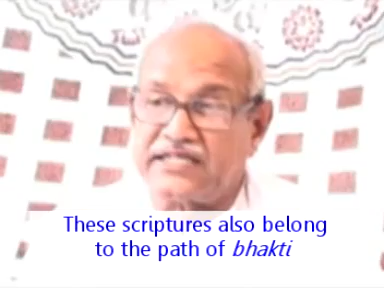 These scriptures also belong
to the path of bhakti